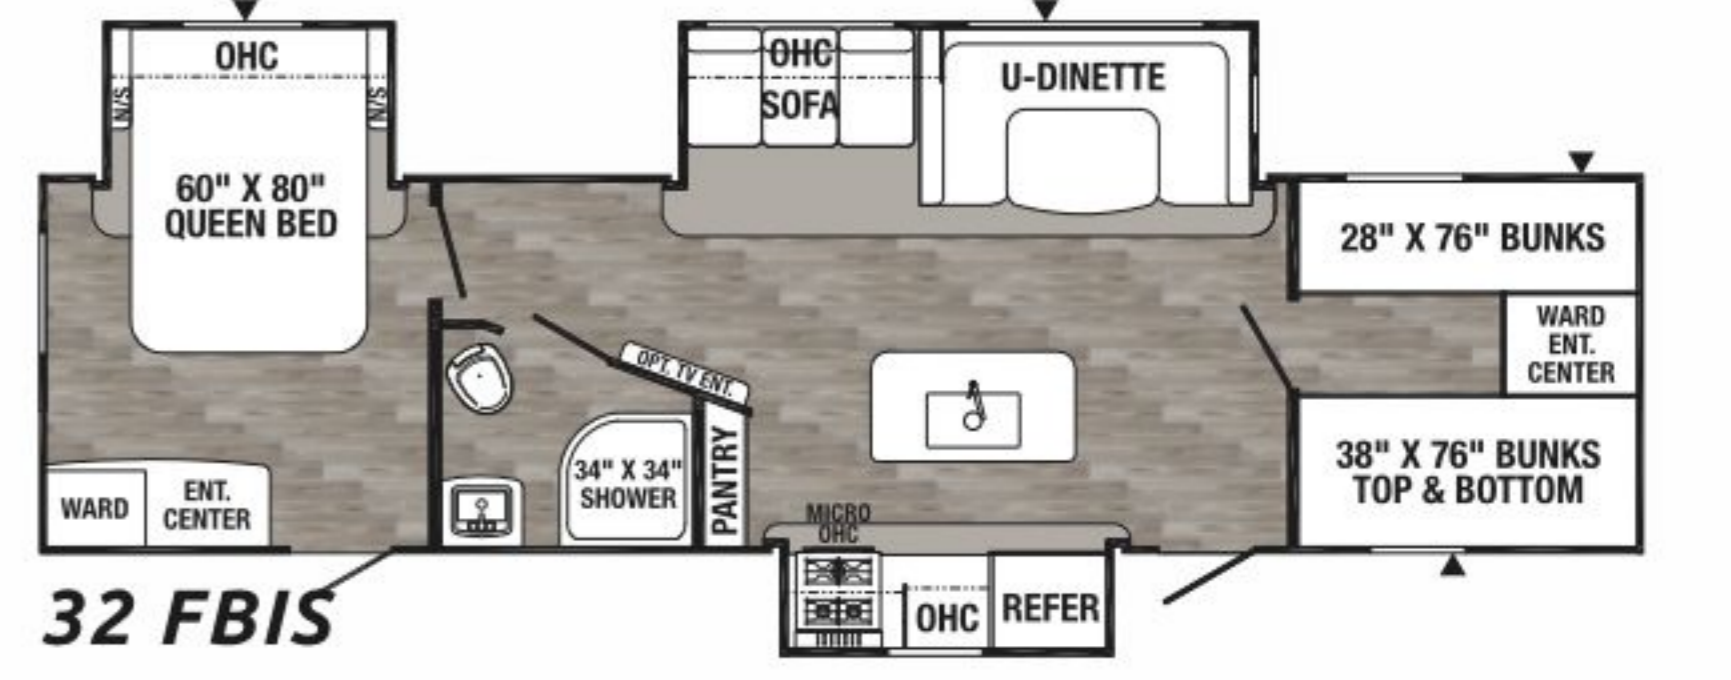 OHC
N/S
N/S
60" X 80"
QUEEN BED
WARD
ENT.
CENTER
OHC
SOFA
U-DINETTE
OPT. TV ENT.
34" X 34"
SHOWER
PANTRY
MICRO
OHC
OHC
REFER
28" X 76" BUNKS
WARD
ENT.
CENTER
38" X 76" BUNKS
TOP & BOTTOM
32 FBIS